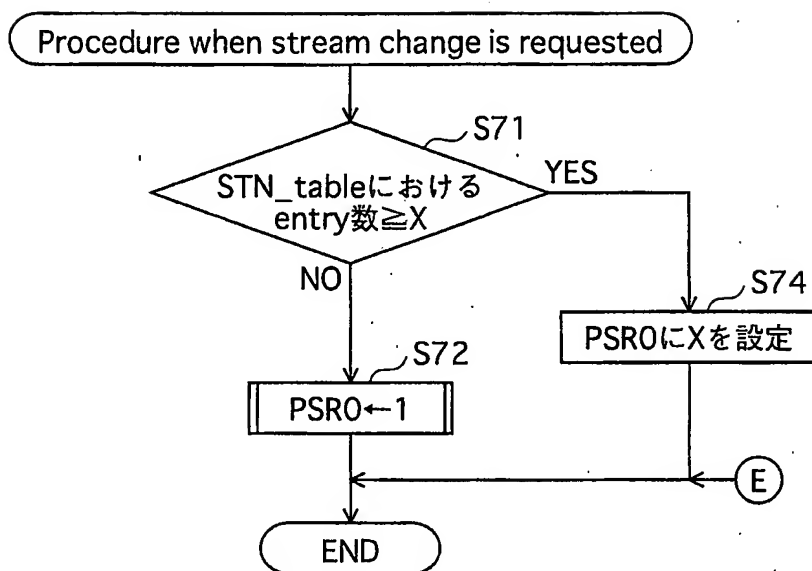 Procedure when stream change is requested
S71
STN_tableにおける
entry数≧X
YES
NO
S74
PSR0にXを設定
S72
PSR0←1
E
END